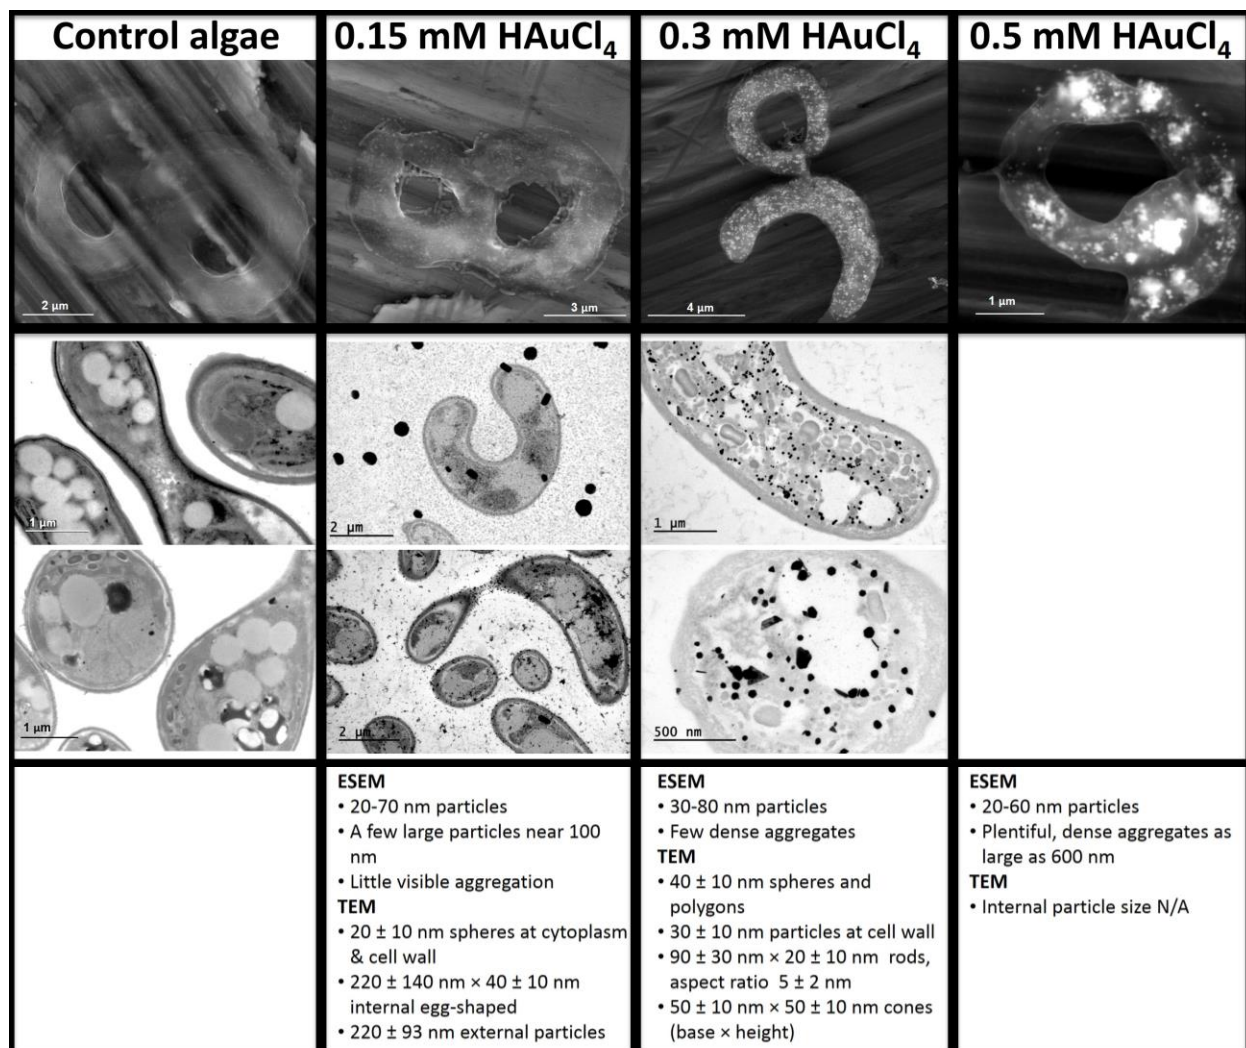 Control algae
0.15 mM HAuCl₄
0.3 mM HAuCl₄
0.5 mM HAuCl₄
2 µm
3 µm
4 µm
1 µm
1 µm
2 µm
1 µm
1 µm
2 µm
500 nm
ESEM
• 20-70 nm particles
• A few large particles near 100
nm
• Little visible aggregation
TEM
• 20 ± 10 nm spheres at cytoplasm
& cell wall
• 220 ± 140 nm × 40 ± 10 nm
internal egg-shaped
• 220 ± 93 nm external particles
ESEM
• 30-80 nm particles
• Few dense aggregates
TEM
• 40 ± 10 nm spheres and
polygons
• 30 ± 10 nm particles at cell wall
• 90 ± 30 nm × 20 ± 10 nm rods,
aspect ratio 5 ± 2 nm
• 50 ± 10 nm × 50 ± 10 nm cones
(base × height)
ESEM
• 20-60 nm particles
• Plentiful, dense aggregates as
large as 600 nm
TEM
• Internal particle size N/A